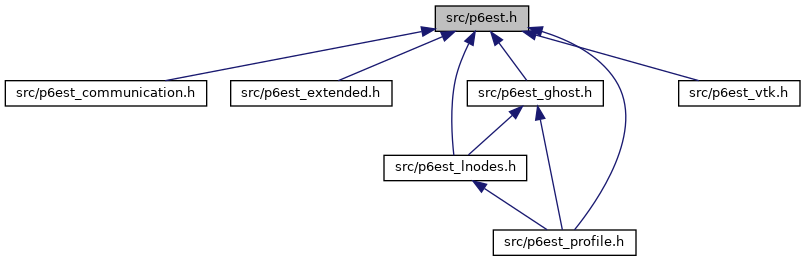 src/p6est.h
src/p6est_communication.h
src/p6est_extended.h
src/p6est_ghost.h
src/p6est_vtk.h
src/p6est_lnodes.h
src/p6est_profile.h